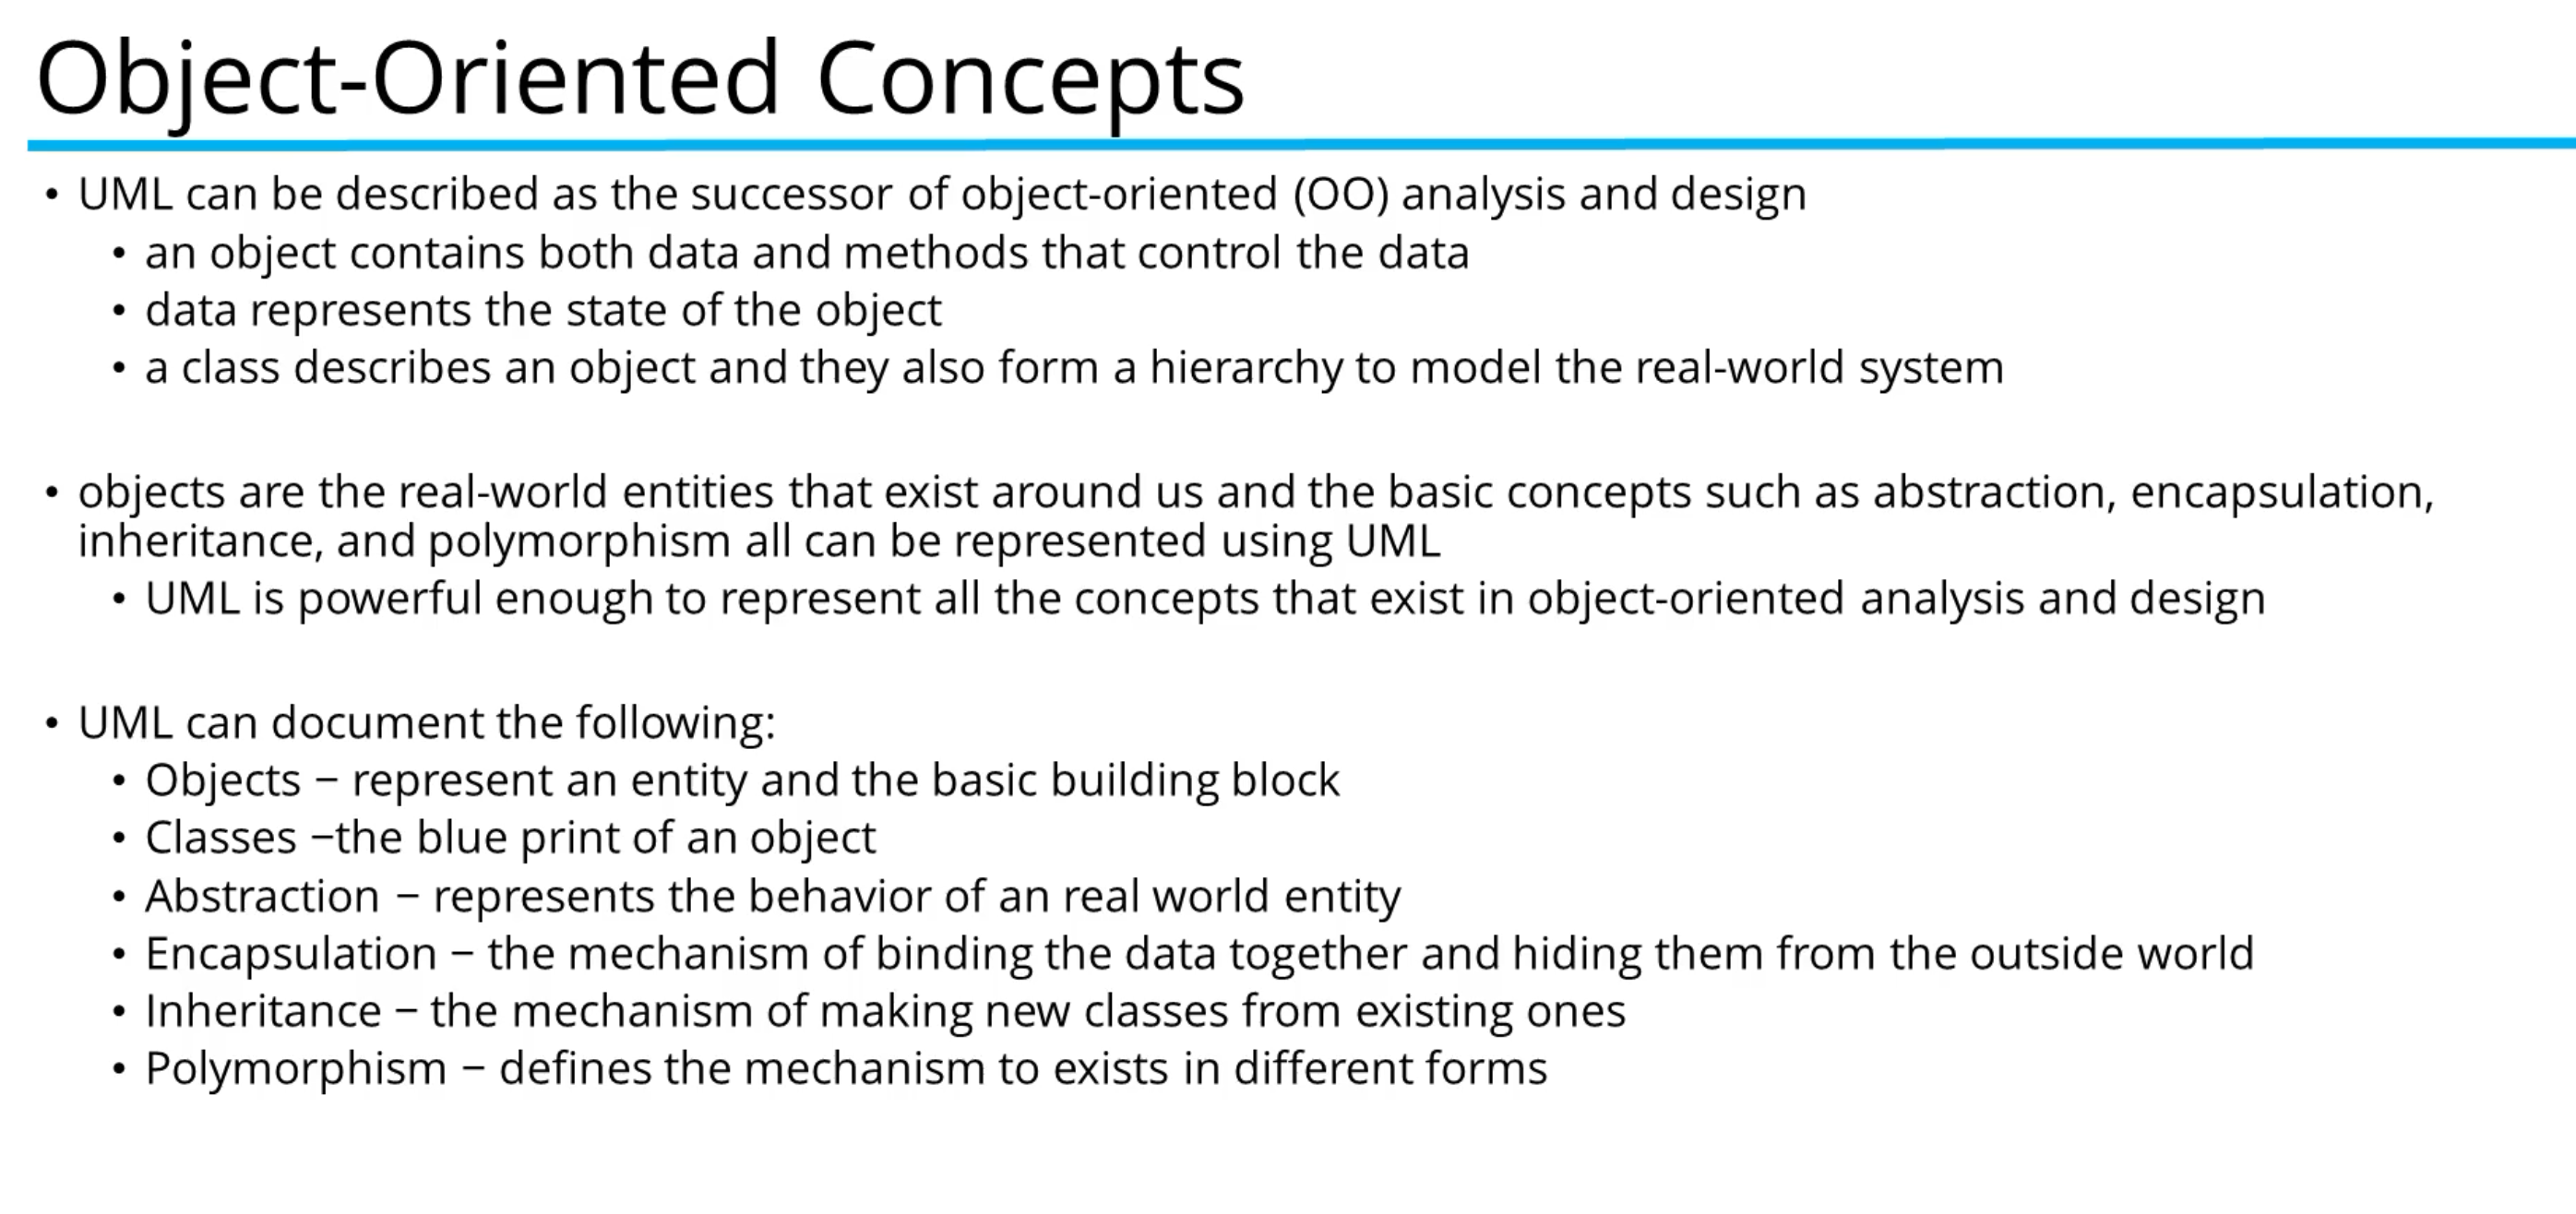 Object-Oriented Concepts
• UML can be described as the successor of object-oriented (OO) analysis and design
• an object contains both data and methods that control the data
• data represents the state of the object
• a class describes an object and they also form a hierarchy to model the real-world system
• objects are the real-world entities that exist around us and the basic concepts such as abstraction, encapsulation,
inheritance, and polymorphism all can be represented using UML
• UML is powerful enough to represent all the concepts that exist in object-oriented analysis and design
• UML can document the following:
• Objects − represent an entity and the basic building block
• Classes −the blue print of an object
• Abstraction − represents the behavior of an real world entity
• Encapsulation − the mechanism of binding the data together and hiding them from the outside world
• Inheritance − the mechanism of making new classes from existing ones
• Polymorphism − defines the mechanism to exists in different forms